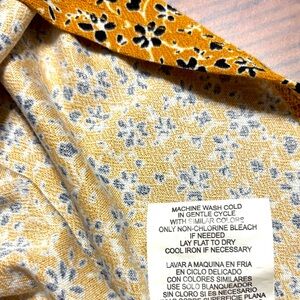 MACHINE WASH COLD
IN GENTLE CYCLE
WITH SIMILAR COLORS
ONLY NON-CHLORINE BLEACH
IF NEEDED
LAY FLAT TO DRY
COOL IRON IF NECESSARY
LAVAR A MAQUINA EN FRIA
EN CICLO DELICADO
CON COLORES SIMILARES
USE SOLO BLANQUEADOR
SIN CLORO SI ES NECESARIO
SUPERFICIE PLANA